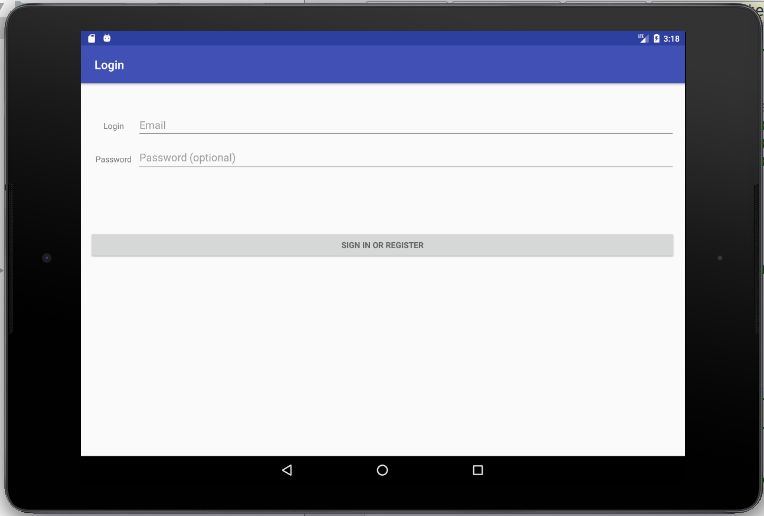 3:18
Login
Login Email
Password Password (optional)
SIGN IN OR REGISTER